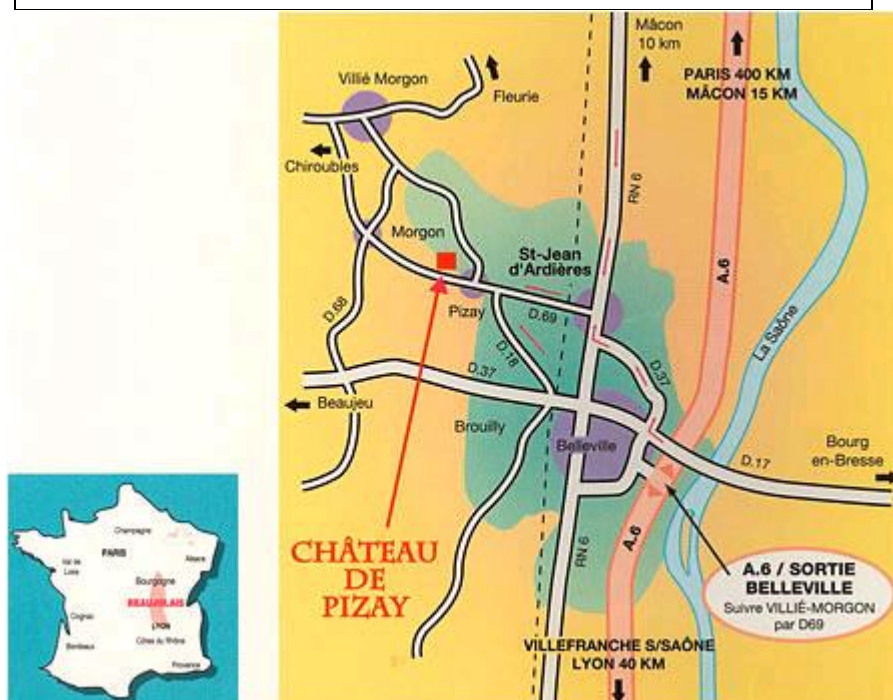 Mâcon
10 km
PARIS 400 KM
MÂCON 15 KM
Villié Morgon
Fleurie
Chiroubles
RN 6
Morgon
St-Jean
d'Ardières
A.6
Pizay
D.69
D.68
D.18
D.37
D.37
La Saône
Beaujeu
Brouilly
Belleville
D.17
Bourg
en-Bresse
CHÂTEAU
DE
PIZAY
RN 6
A.6
A.6 / SORTIE
BELLEVILLE
Suivre VILLIÉ-MORGON
par D69
VILLEFRANCHE S/SAÔNE
LYON 40 KM
Champagne
PARIS
Alsace
Val de
Loire
Bourgogne
BEAUJOLAIS
Cognac
LYON
Côtes du Rhône
Bordeaux
Provence